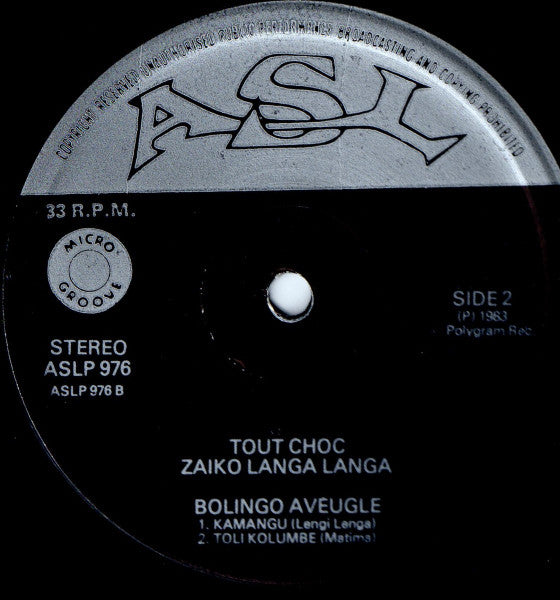 COPYRIGHT RESERVED UNAUTHORISED PUBLIC PERFORMANCE BROADCASTING AND COPYING PROHIBITED
ASL
33 R.P.M.
MICRO GROOVE
SIDE 2
(P) 1983
Polygram Rec.
STEREO
ASLP 976
ASLP 976 B
TOUT CHOC
ZAIKO LANGA LANGA
BOLINGO AVEUGLE
1. KAMANGU (Lengi Lenga)
2. TOLI KOLUMBE (Matima)